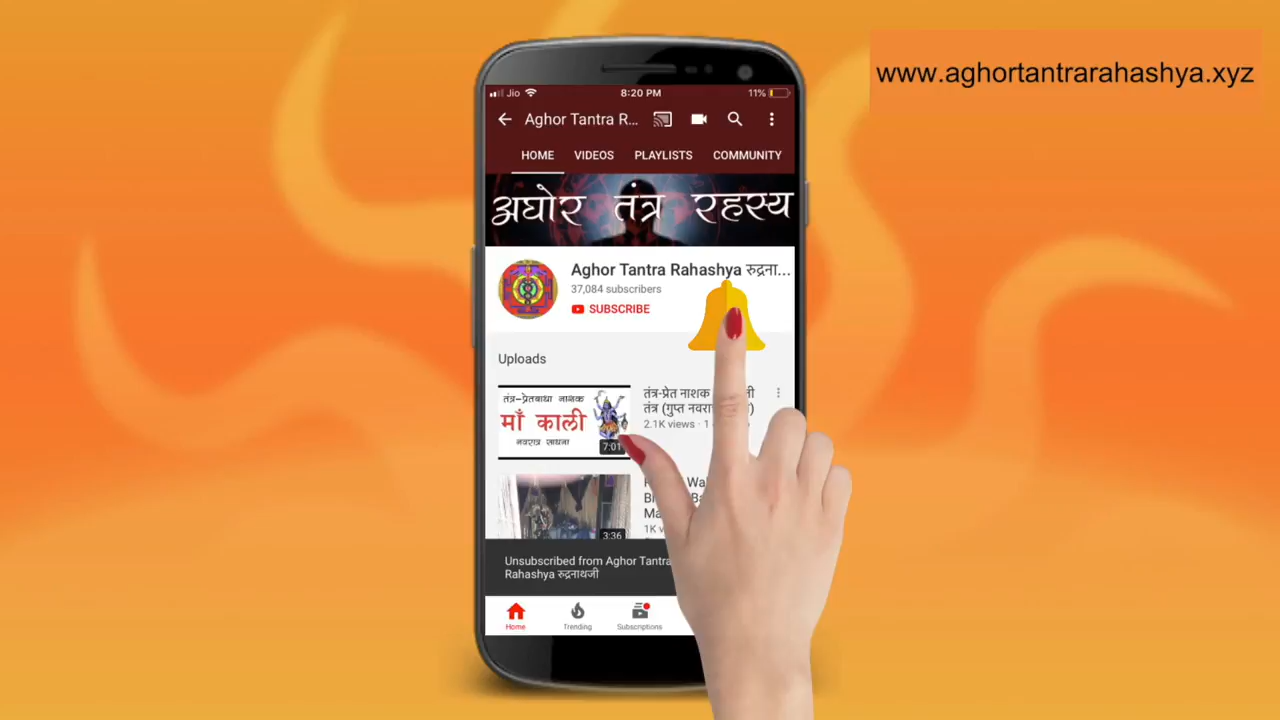 www.aghortantrarahashya.xyz
Jio 8:20 PM 11%
Aghor Tantra R...
HOME VIDEOS PLAYLISTS COMMUNITY
अघोर तंत्र रहस्य
Aghor Tantra Rahashya रुद्रना...
37,084 subscribers
SUBSCRIBE
Uploads
तंत्र-प्रेतबाधा नाशक
माँ काली
नवरात्र साधना
7:01
तंत्र-प्रेत नाशक
तंत्र (गुप्त
2.1K views
3:36
Unsubscribed from Aghor Tantra
Rahashya रुद्रनाथजी
Home Trending Subscriptions